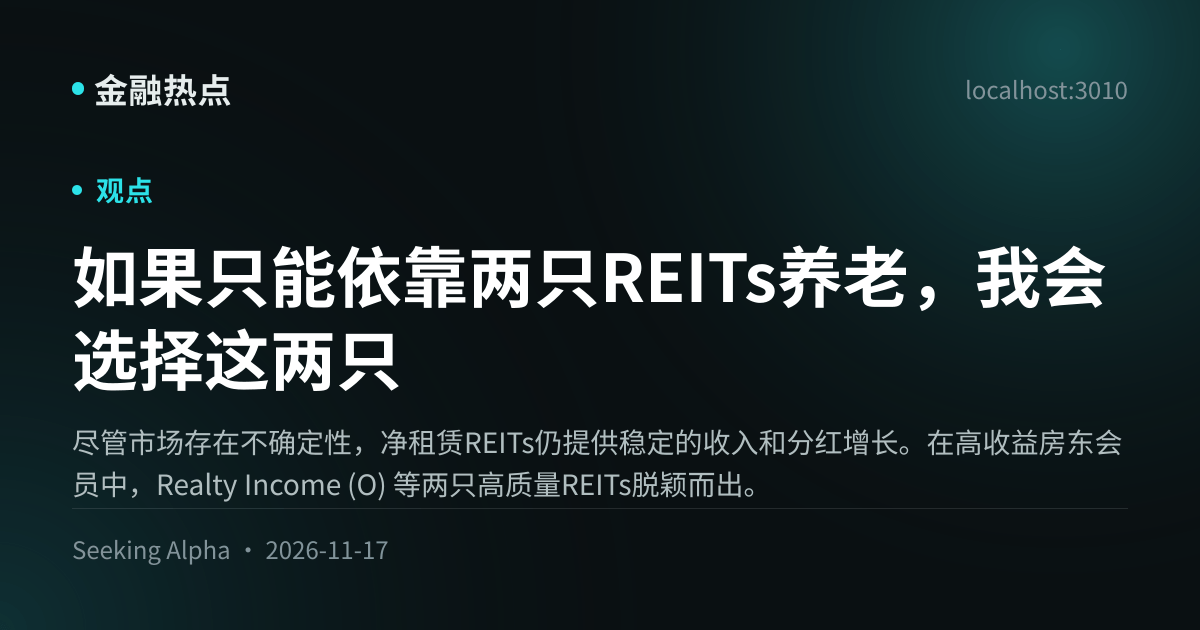 金融热点
localhost:3010
观点
如果只能依靠两只REITs养老，我会
选择这两只
尽管市场存在不确定性，净租赁REITs仍提供稳定的收入和分红增长。在高收益房东会
员中，Realty Income (O) 等两只高质量REITs脱颖而出。
Seeking Alpha · 2026-11-17